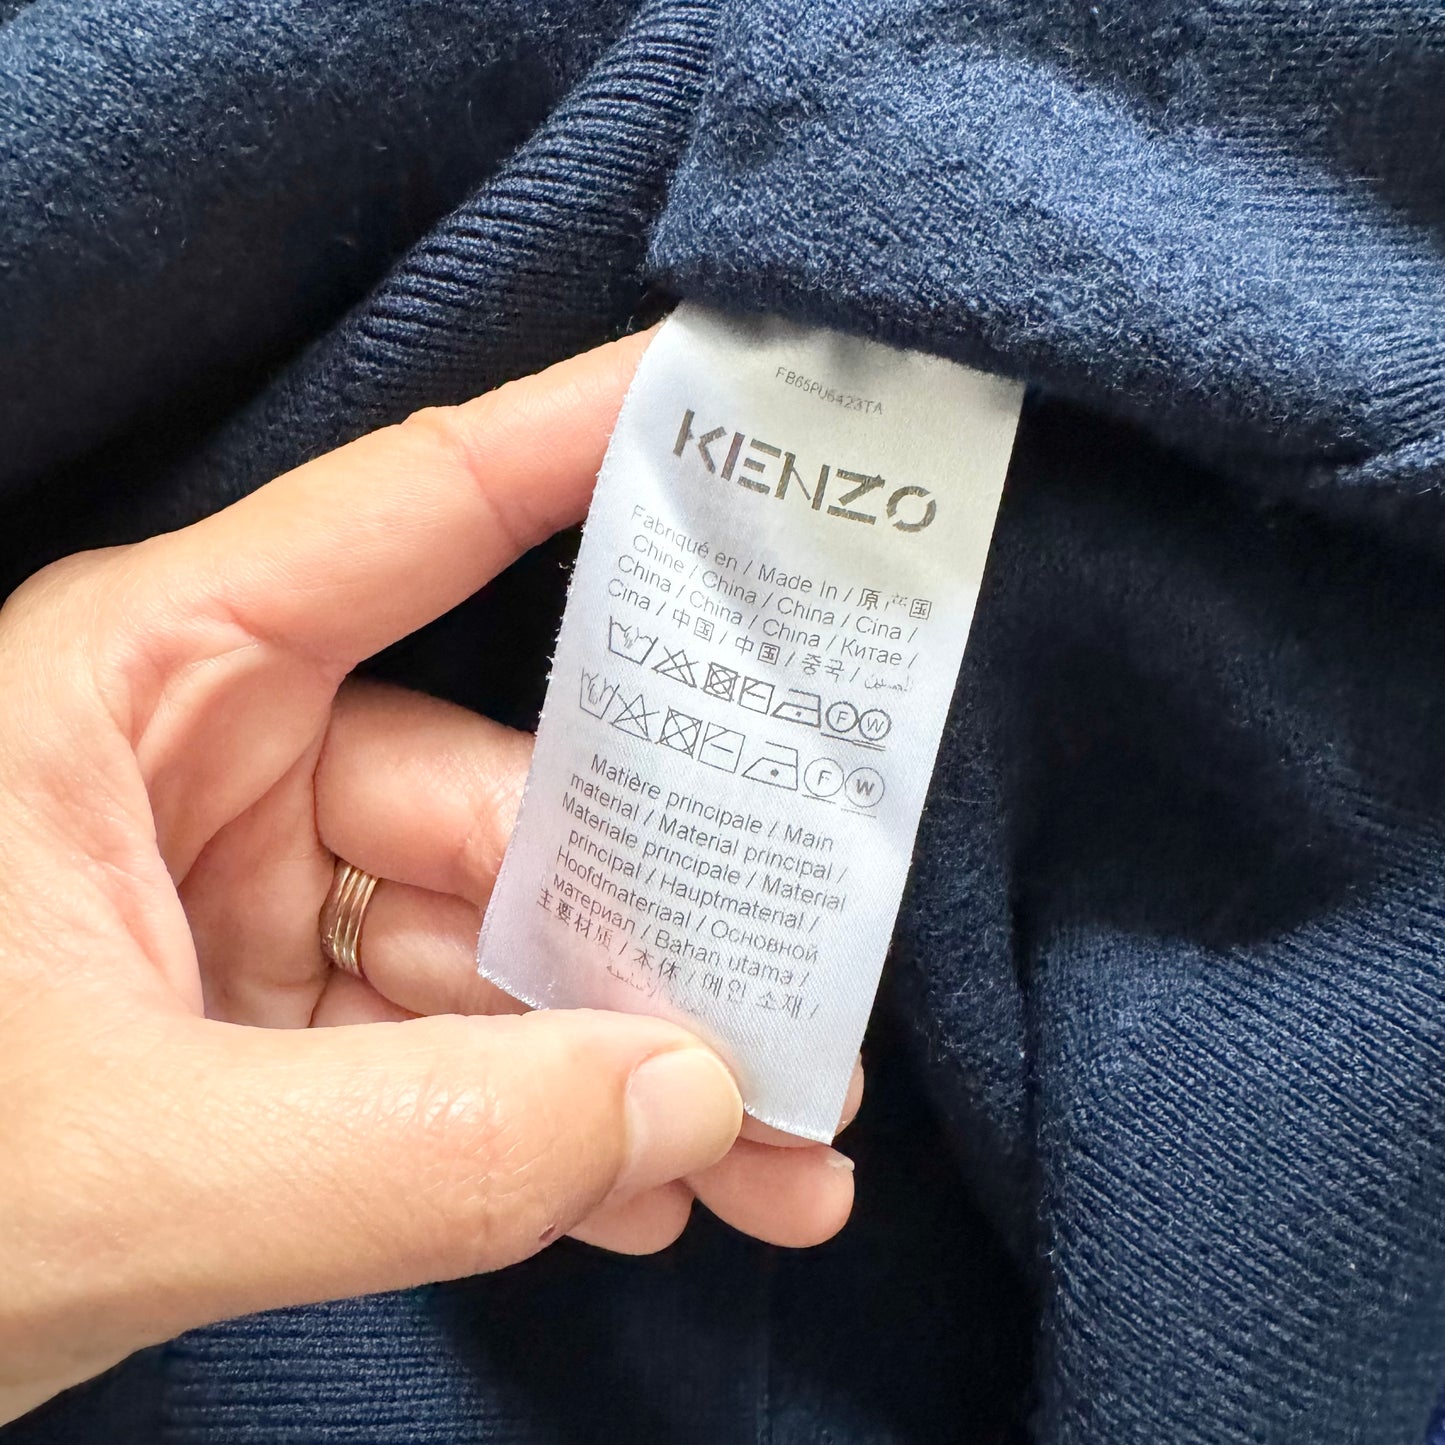 FB65PU6423TA
KENZO
Fabriqué en / Made In / 原产国
Chine / China / China / Cina /
China / China / China / Китае /
Cina / 中国 / 中国 / 중국 / الصين
F W
F W
Matière principale / Main
material / Material principal /
Materiale principale / Material
principal / Hauptmaterial /
Hoofdmateriaal / Основной
материал / Bahan utama /
主要材质 / 本体 / 메인 소재 /